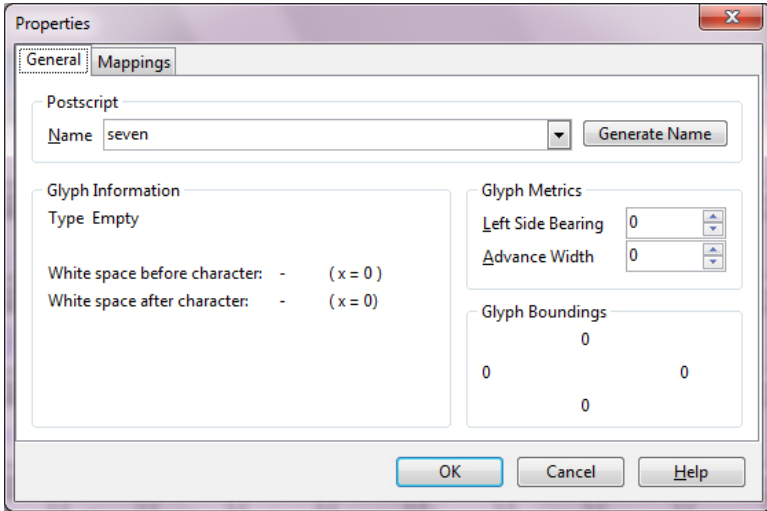 Properties
General Mappings
Postscript
Name seven Generate Name
Glyph Information
Type Empty
White space before character: - ( x = 0 )
White space after character: - ( x = 0)
Glyph Metrics
Left Side Bearing 0
Advance Width 0
Glyph Boundings
0
0 0
0
OK Cancel Help